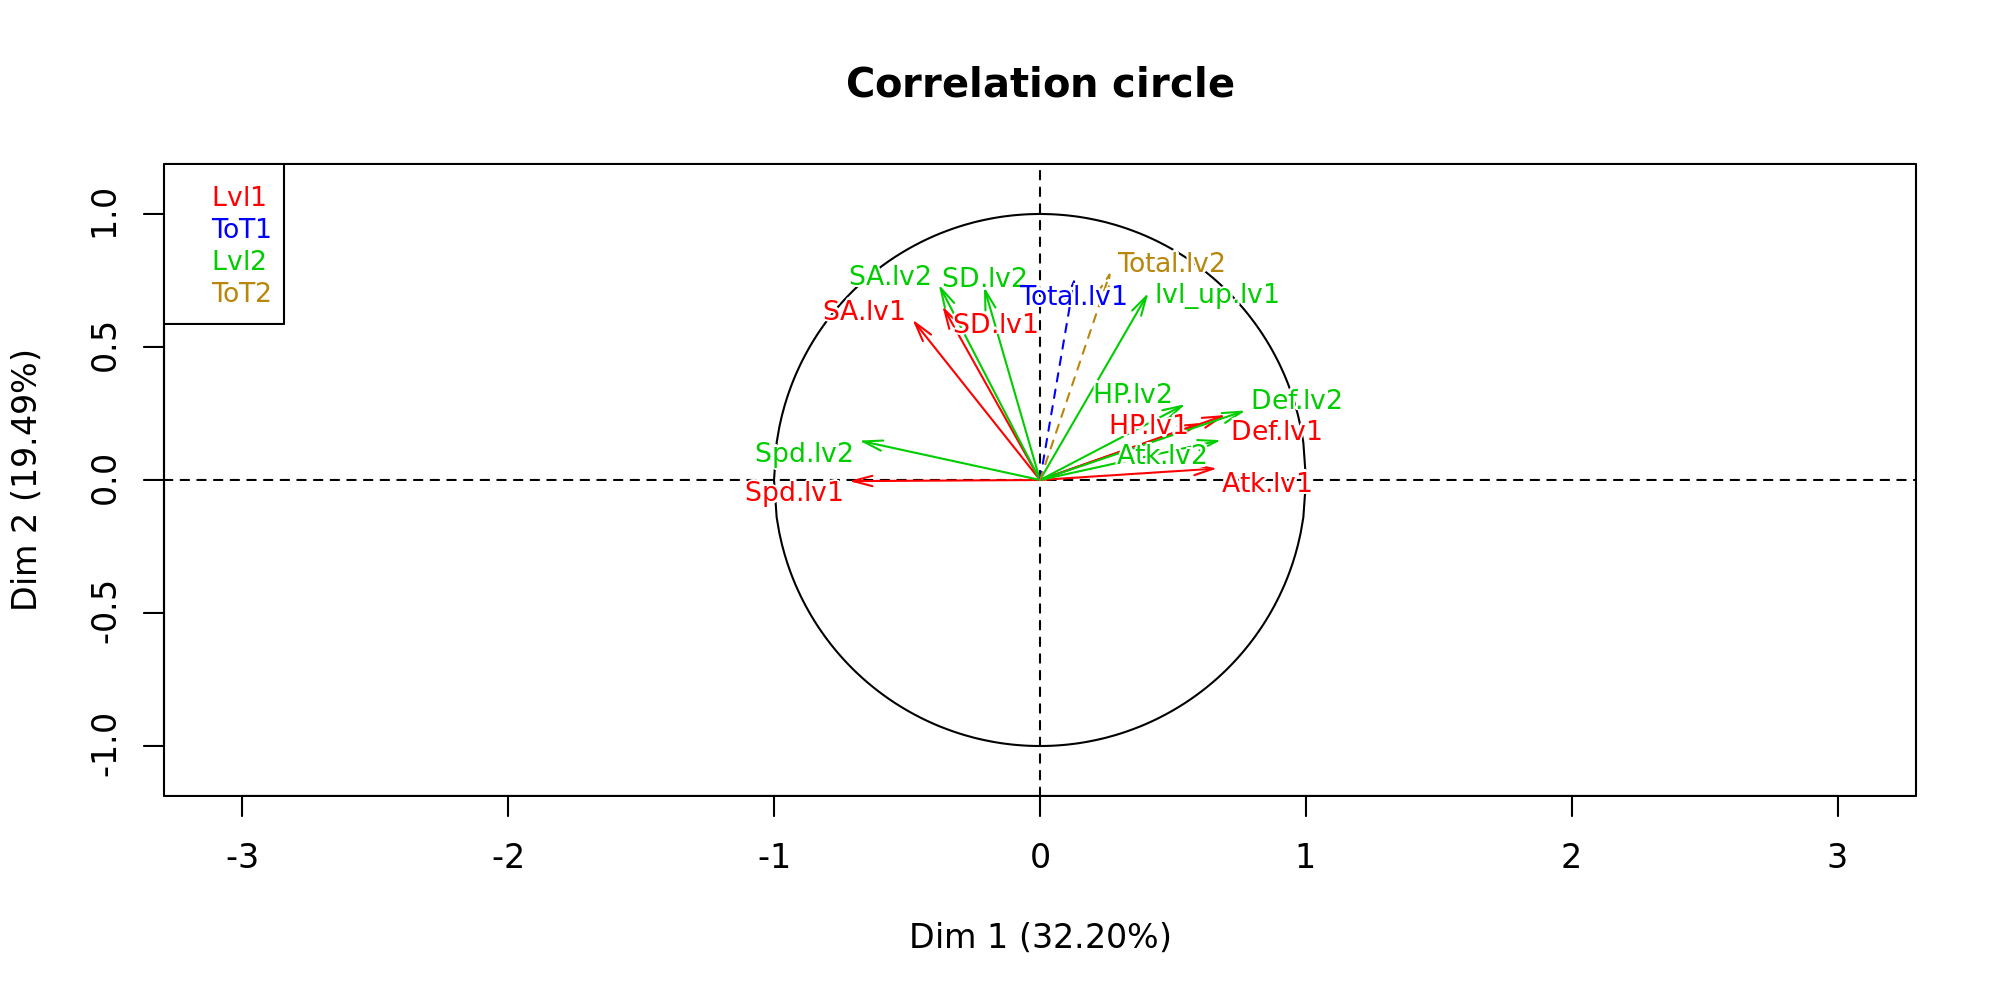 Correlation circle
Lvl1
ToT1
Lvl2
ToT2
Total.lv2
SA.lv2
SD.lv2
Total.lv1
lvl_up.lv1
SA.lv1
SD.lv1
HP.lv2
Def.lv2
HP.lv1
Def.lv1
Spd.lv2
Atk.lv2
Spd.lv1
Atk.lv1
1.0
0.5
0.0
-0.5
-1.0
Dim 2 (19.49%)
-3 -2 -1 0 1 2 3
Dim 1 (32.20%)